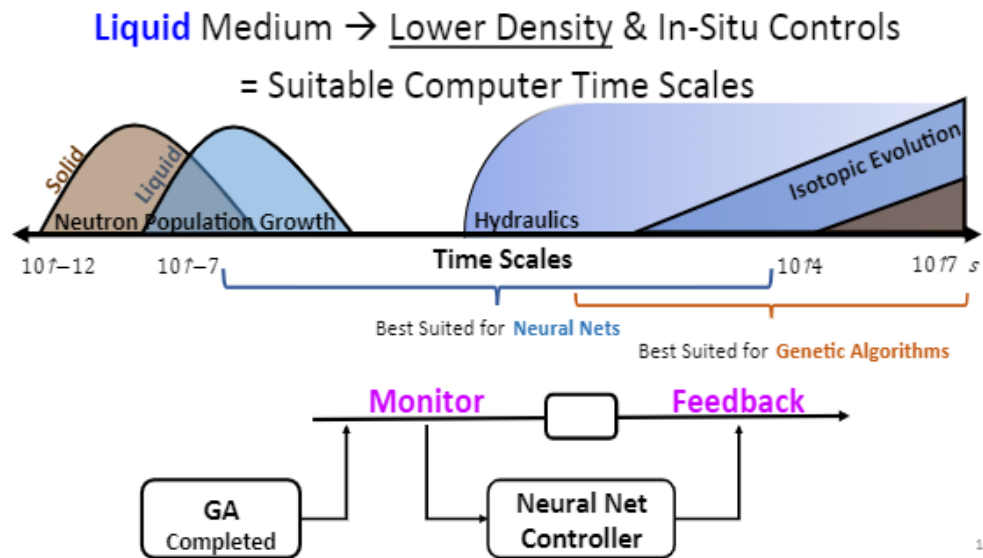 Liquid Medium → Lower Density & In-Situ Controls
= Suitable Computer Time Scales
Solid
Liquid
Neutron Population Growth
Hydraulics
Isotopic Evolution
10↑−12
10↑−7
Time Scales
10↑4
10↑7 s
Best Suited for Neural Nets
Best Suited for Genetic Algorithms
Monitor
Feedback
GA
Completed
Neural Net
Controller
1